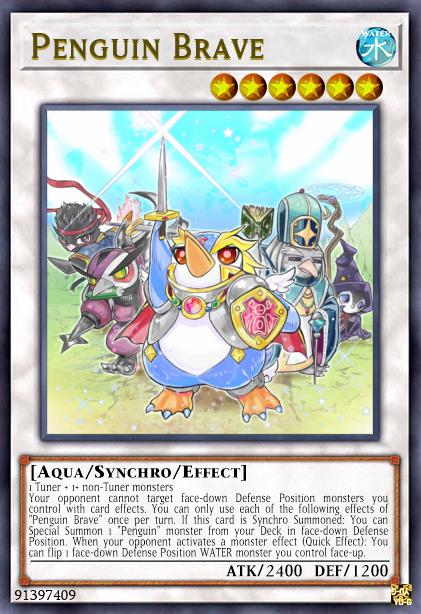 PENGUIN BRAVE
WATER
水
[AQUA/SYNCHRO/EFFECT]
1 Tuner + 1+ non-Tuner monsters
Your opponent cannot target face-down Defense Position monsters you
control with card effects. You can only use each of the following effects of
"Penguin Brave" once per turn. If this card is Synchro Summoned: You can
Special Summon 1 "Penguin" monster from your Deck in face-down Defense
Position. When your opponent activates a monster effect (Quick Effect): You
can flip 1 face-down Defense Position WATER monster you control face-up.
ATK/2400 DEF/1200
91397409